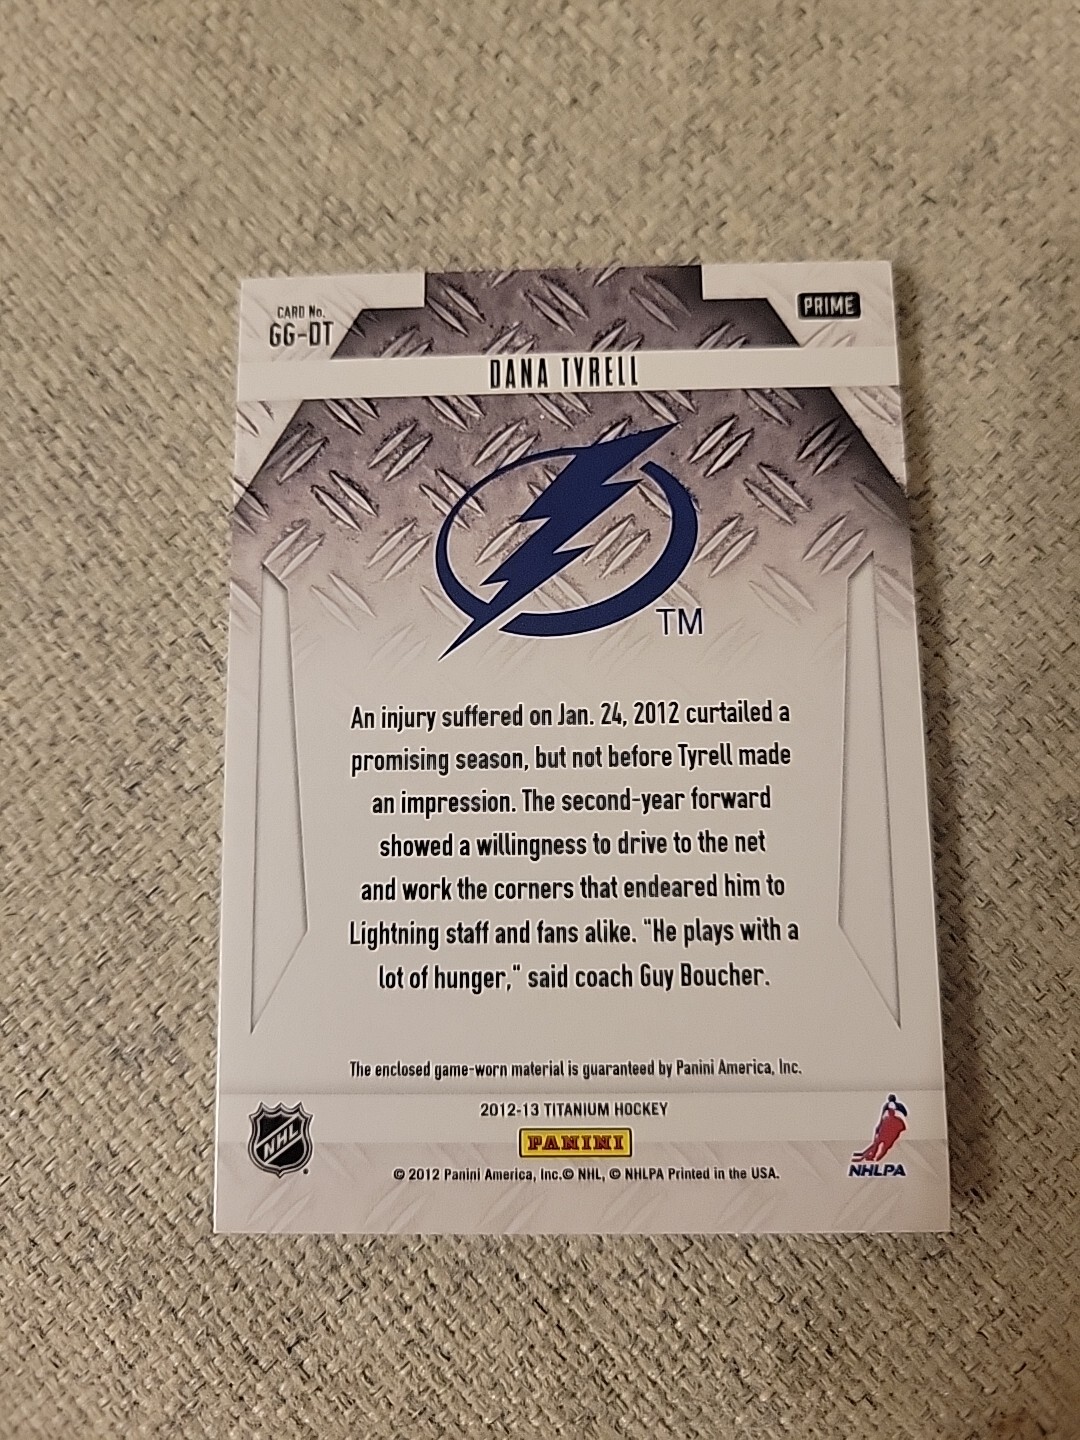 CARD No.
GG-DT
PRIME
DANA TYRELL
TM
An injury suffered on Jan. 24, 2012 curtailed a
promising season, but not before Tyrell made
an impression. The second-year forward
showed a willingness to drive to the net
and work the corners that endeared him to
Lightning staff and fans alike. "He plays with a
lot of hunger," said coach Guy Boucher.
The enclosed game-worn material is guaranteed by Panini America, Inc.
2012-13 TITANIUM HOCKEY
PANINI
© 2012 Panini America, Inc.© NHL, © NHLPA Printed in the USA.
NHL
NHLPA